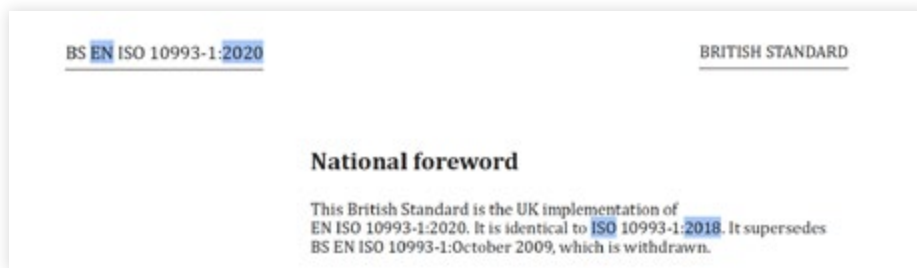 BS EN ISO 10993-1:2020
BRITISH STANDARD
National foreword
This British Standard is the UK implementation of
EN ISO 10993-1:2020. It is identical to ISO 10993-1:2018. It supersedes
BS EN ISO 10993-1:October 2009, which is withdrawn.